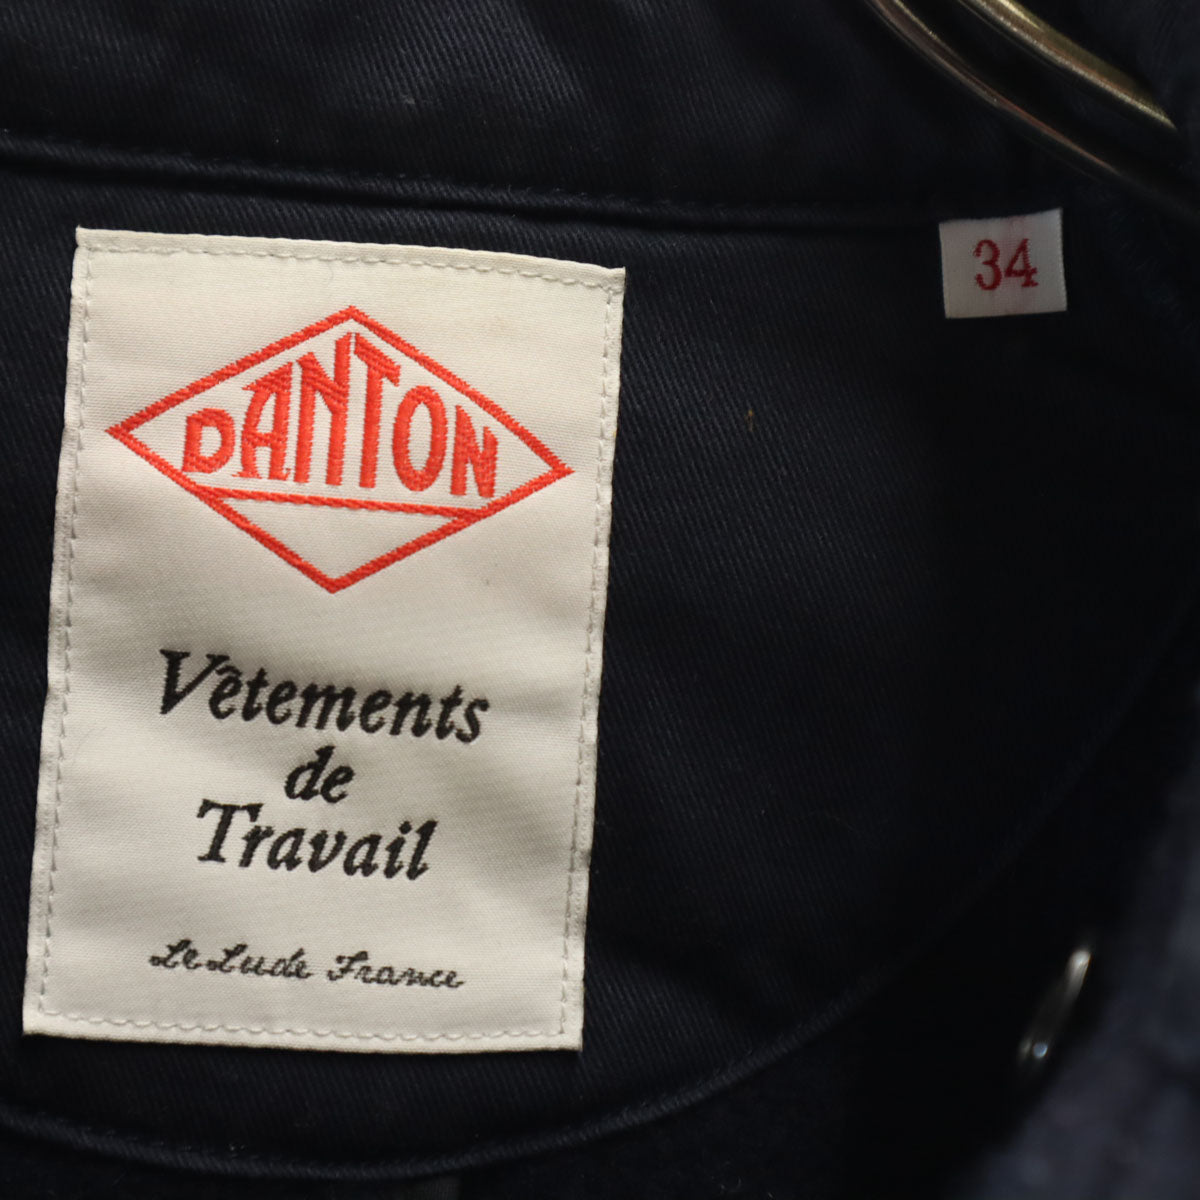 34
DANTON
Vêtements
de
Travail
Le Lude France